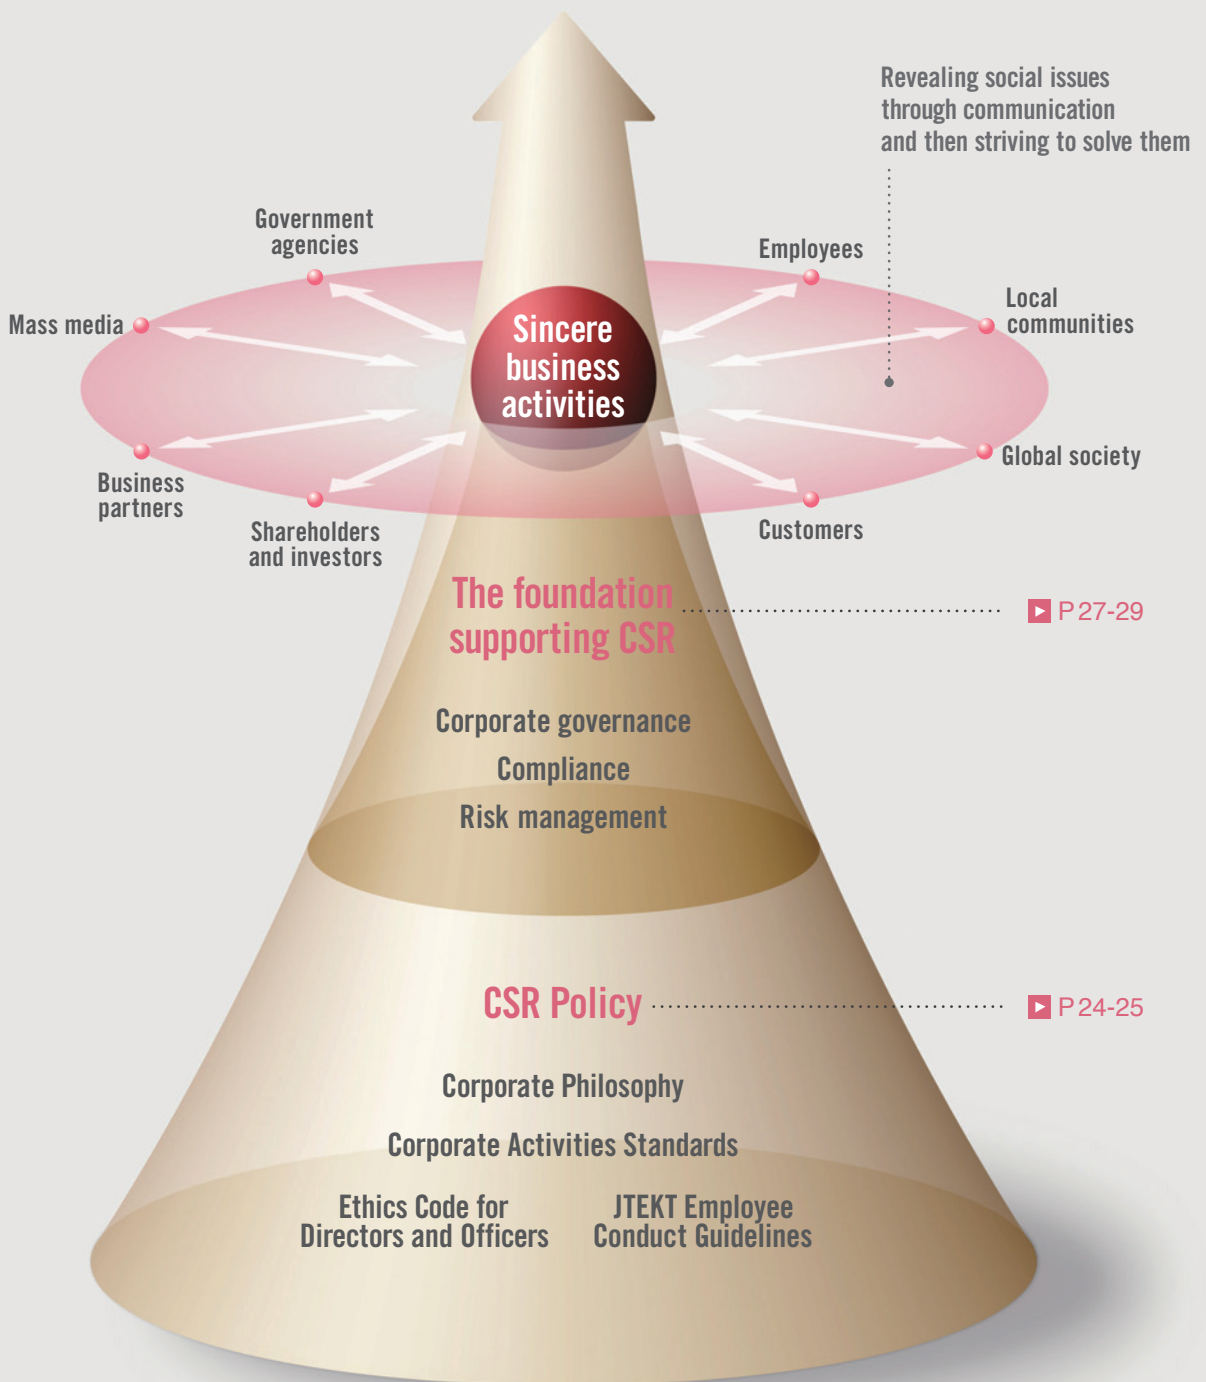 Revealing social issues
through communication
and then striving to solve them
Government
agencies
Employees
Mass media
Local
communities
Sincere
business
activities
Business
partners
Global society
Shareholders
and investors
Customers
The foundation
supporting CSR
P 27-29
Corporate governance
Compliance
Risk management
CSR Policy
P 24-25
Corporate Philosophy
Corporate Activities Standards
Ethics Code for
Directors and Officers
JTEKT Employee
Conduct Guidelines